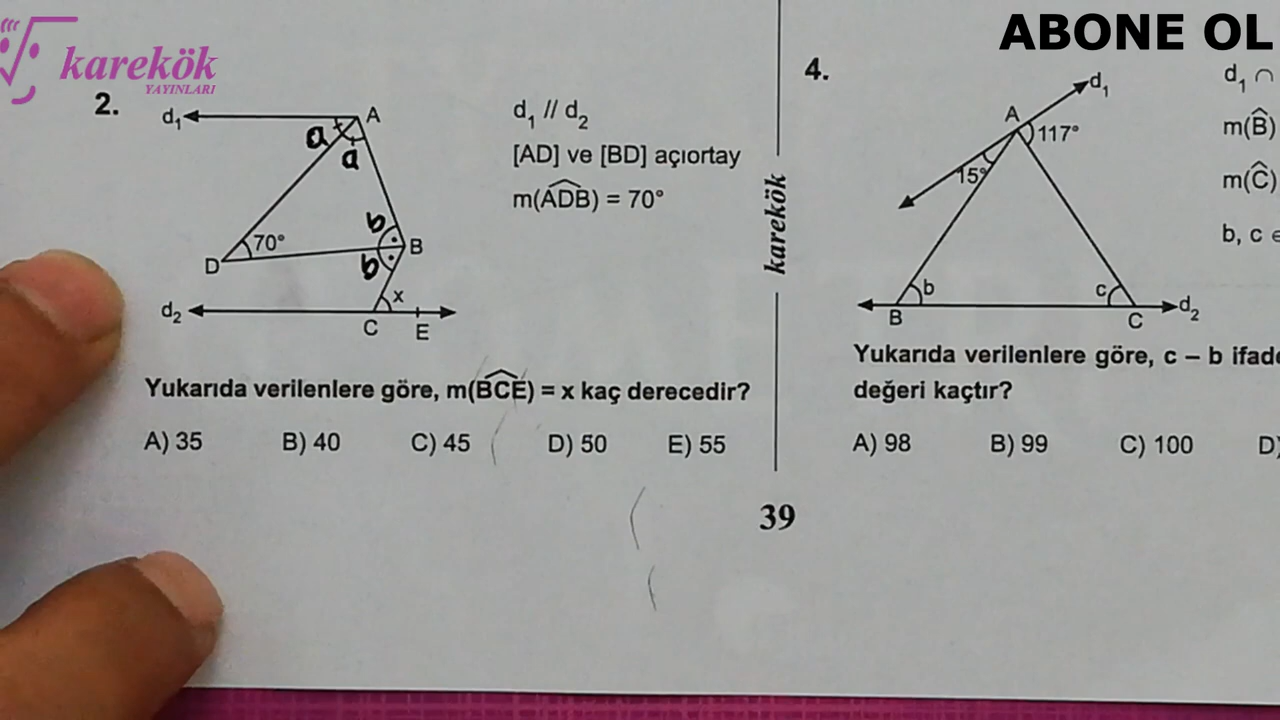 karekök
YAYINLARI
ABONE OL
2.
d₁
A
a
a
d₁ // d₂
[AD] ve [BD] açıortay
m(ADB) = 70°
b
70°
B
D
b
d₂
x
C
E
Yukarıda verilenlere göre, m(BCE) = x kaç derecedir?
A) 35 B) 40 C) 45 D) 50 E) 55
karekök
39
4.
d₁
A
117°
15°
b
c
B
C
d₂
d₁ ∩
m(B)
m(C)
b, c ∈
Yukarıda verilenlere göre, c – b
değeri kaçtır?
A) 98 B) 99 C) 100 D)